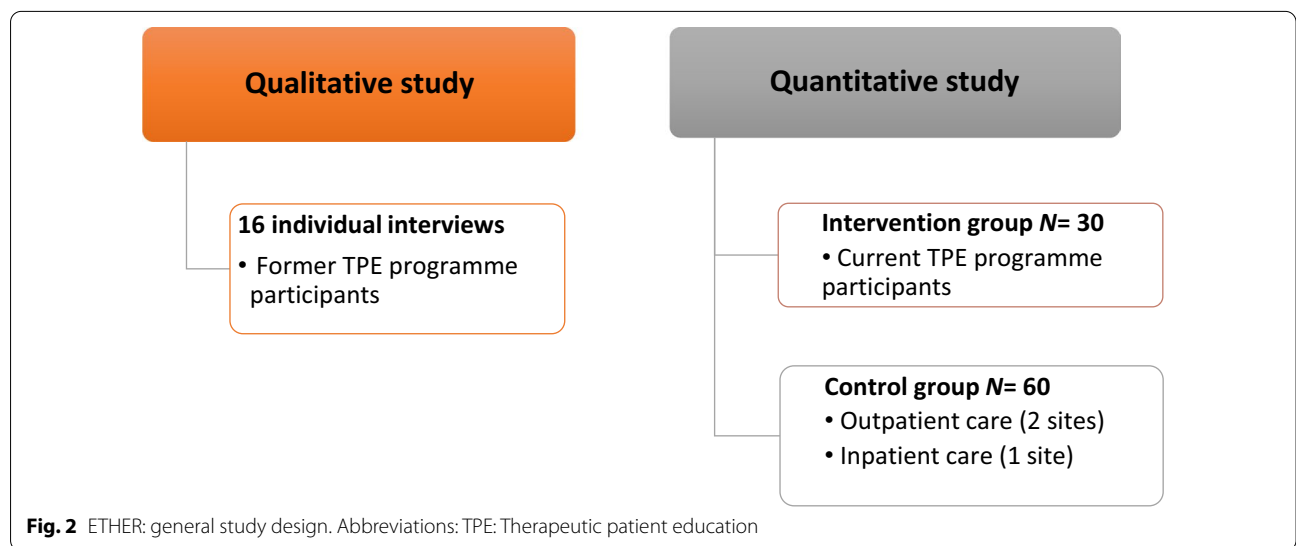 Qualitative study
16 individual interviews
• Former TPE programme
participants
Quantitative study
Intervention group N= 30
• Current TPE programme
participants
Control group N= 60
• Outpatient care (2 sites)
• Inpatient care (1 site)
Fig. 2 ETHER: general study design. Abbreviations: TPE: Therapeutic patient education